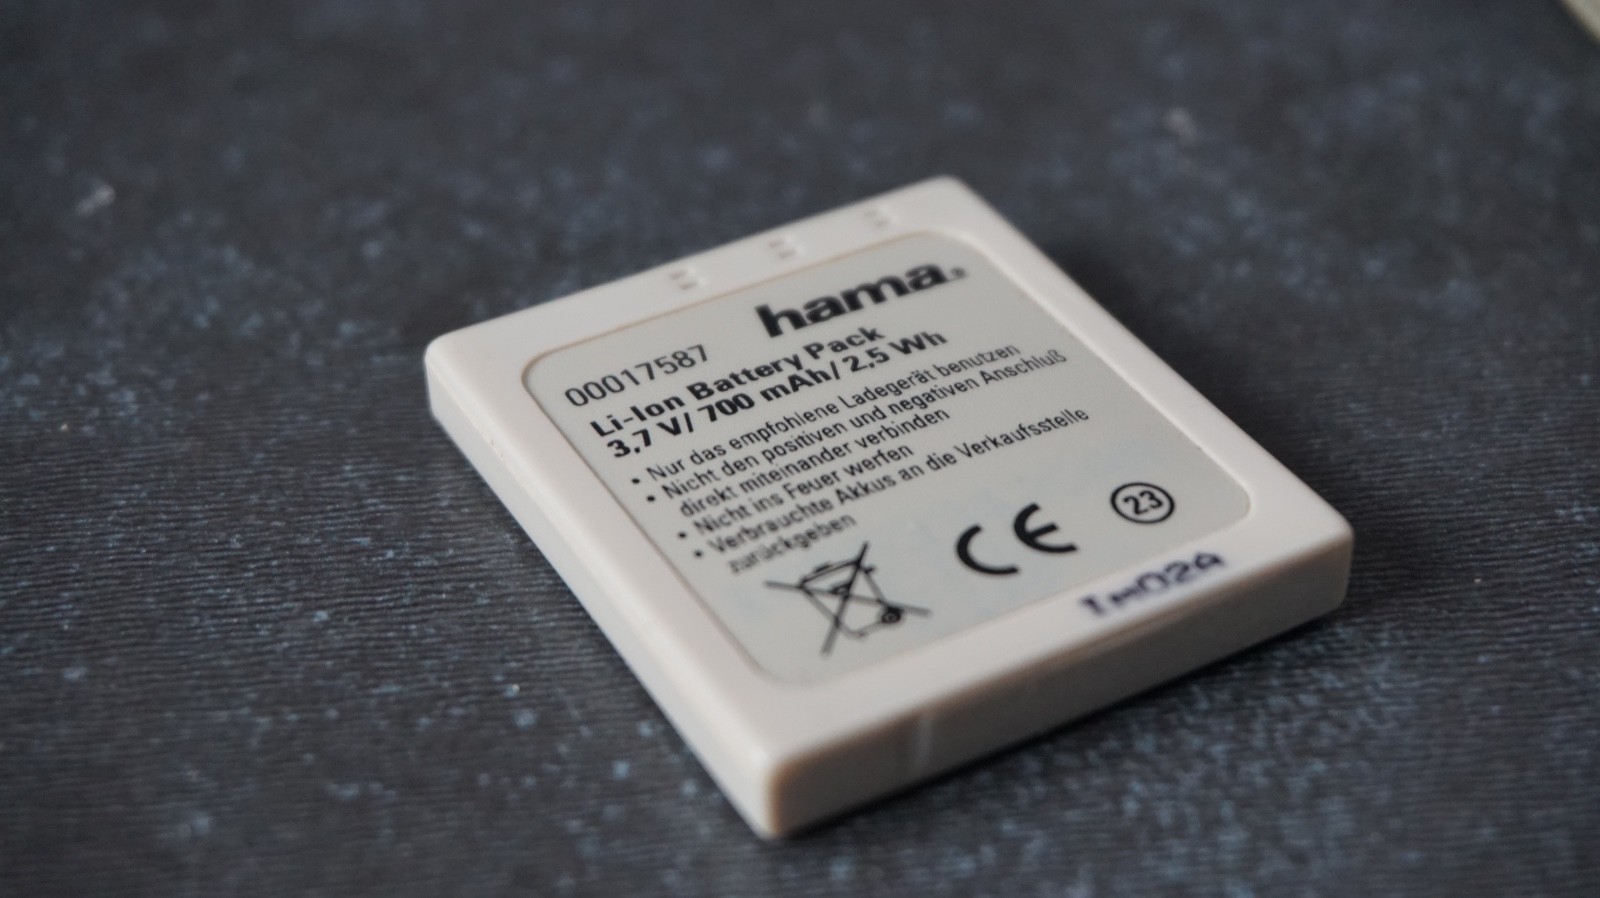 hama®
00017587
Li-Ion Battery Pack
3,7 V/ 700 mAh/ 2,5 Wh
• Nur das empfohlene Ladegerät benutzen
• Nicht den positiven und negativen Anschluß
direkt miteinander verbinden
• Nicht ins Feuer werfen
• Verbrauchte Akkus an die Verkaufsstelle
zurückgeben
CE
23